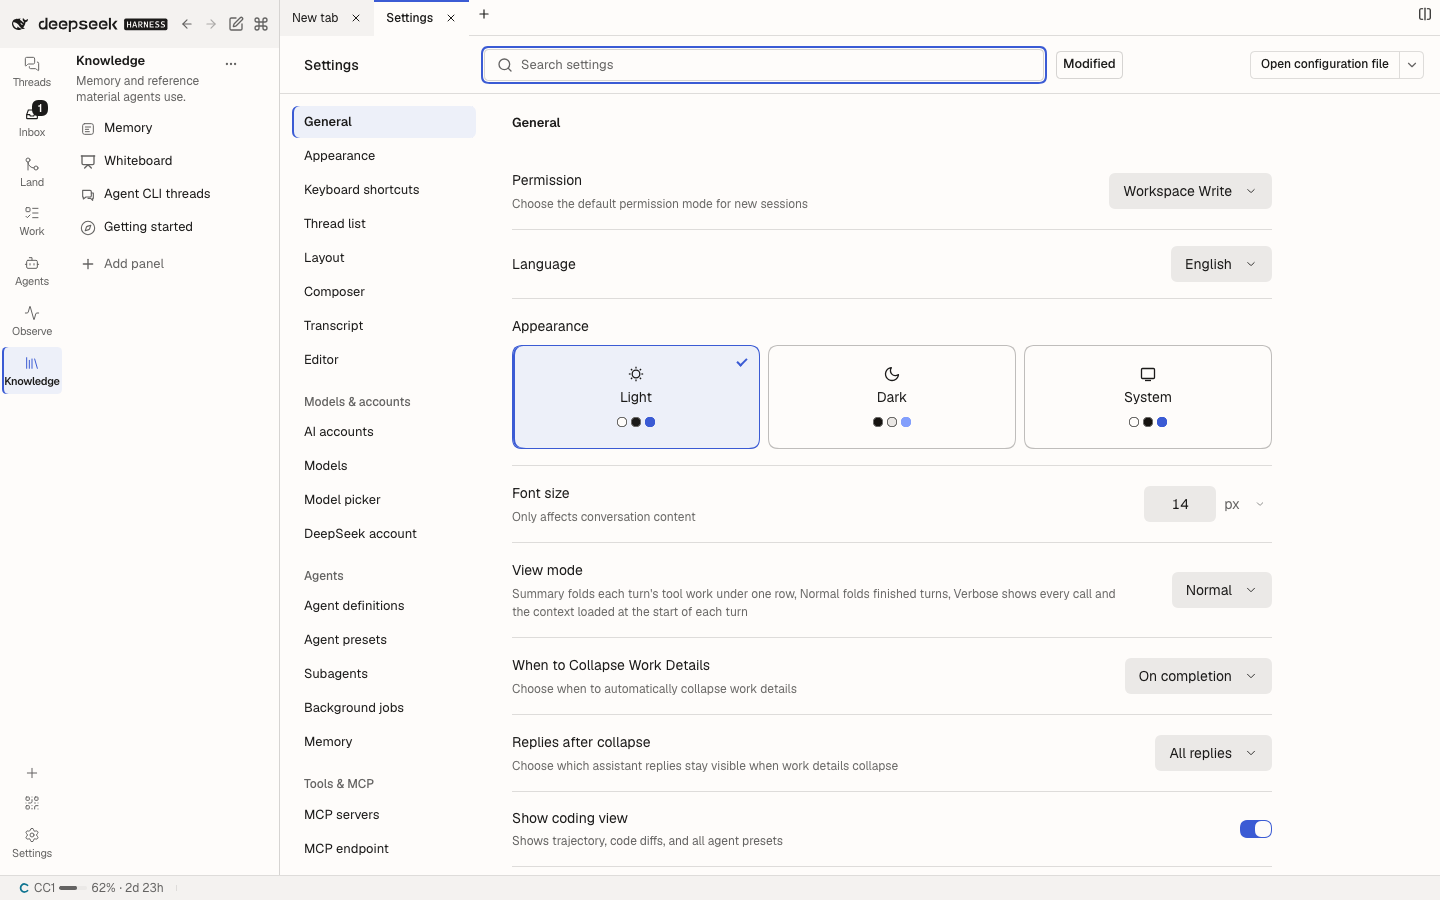 deepseek HARNESS
New tab
Settings
Threads
1
Inbox
Land
Work
Agents
Observe
Knowledge
Settings
Knowledge
Memory and reference
material agents use.
Memory
Whiteboard
Agent CLI threads
Getting started
Add panel
Settings
Search settings
Modified
Open configuration file
General
Appearance
Keyboard shortcuts
Thread list
Layout
Composer
Transcript
Editor
Models & accounts
AI accounts
Models
Model picker
DeepSeek account
Agents
Agent definitions
Agent presets
Subagents
Background jobs
Memory
Tools & MCP
MCP servers
MCP endpoint
General
Permission
Choose the default permission mode for new sessions
Workspace Write
Language
English
Appearance
Light
Dark
System
Font size
Only affects conversation content
14 px
View mode
Summary folds each turn's tool work under one row, Normal folds finished turns, Verbose shows every call and
the context loaded at the start of each turn
Normal
When to Collapse Work Details
Choose when to automatically collapse work details
On completion
Replies after collapse
Choose which assistant replies stay visible when work details collapse
All replies
Show coding view
Shows trajectory, code diffs, and all agent presets
C CC1 62% · 2d 23h